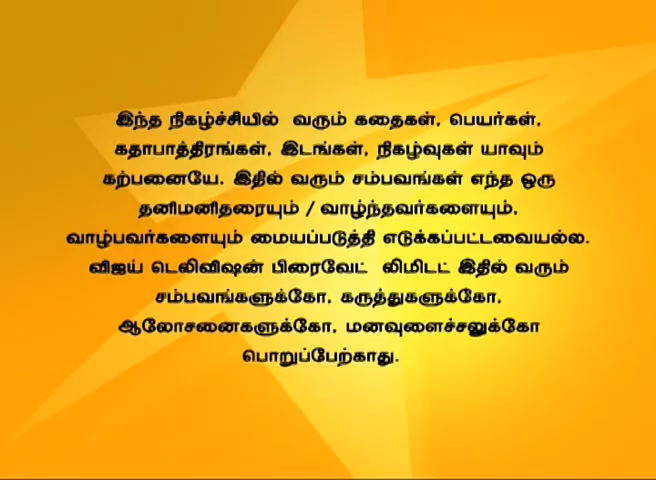 இந்த நிகழ்ச்சியில் வரும் கதைகள், பெயர்கள்,
கதாபாத்திரங்கள், இடங்கள், நிகழ்வுகள் யாவும்
கற்பனையே. இதில் வரும் சம்பவங்கள் எந்த ஒரு
தனிமனிதரையும் / வாழ்ந்தவர்களையும்,
வாழ்பவர்களையும் மையப்படுத்தி எடுக்கப்பட்டவையல்ல.
விஜய் டெலிவிஷன் பிரைவேட் லிமிடட் இதில் வரும்
சம்பவங்களுக்கோ, கருத்துகளுக்கோ,
ஆலோசனைகளுக்கோ, மனவுளைச்சலுக்கோ
பொறுப்பேற்காது.